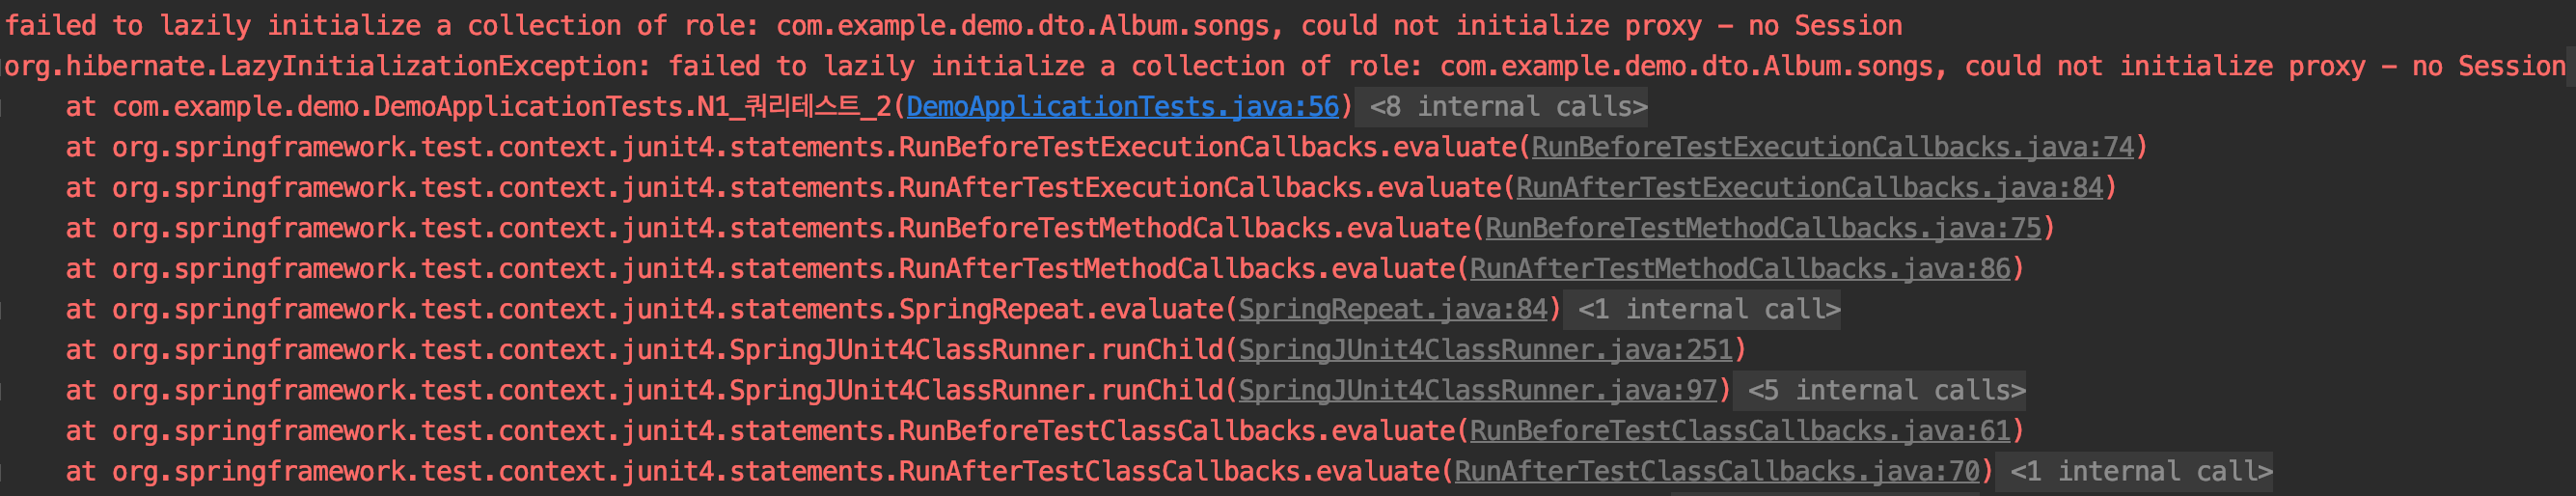 failed to lazily initialize a collection of role: com.example.demo.dto.Album.songs, could not initialize proxy – no Session
org.hibernate.LazyInitializationException: failed to lazily initialize a collection of role: com.example.demo.dto.Album.songs, could not initialize proxy – no Session
at com.example.demo.DemoApplicationTests.N1_쿼리테스트_2(DemoApplicationTests.java:56) <8 internal calls>
at org.springframework.test.context.junit4.statements.RunBeforeTestExecutionCallbacks.evaluate(RunBeforeTestExecutionCallbacks.java:74)
at org.springframework.test.context.junit4.statements.RunAfterTestExecutionCallbacks.evaluate(RunAfterTestExecutionCallbacks.java:84)
at org.springframework.test.context.junit4.statements.RunBeforeTestMethodCallbacks.evaluate(RunBeforeTestMethodCallbacks.java:75)
at org.springframework.test.context.junit4.statements.RunAfterTestMethodCallbacks.evaluate(RunAfterTestMethodCallbacks.java:86)
at org.springframework.test.context.junit4.statements.SpringRepeat.evaluate(SpringRepeat.java:84) <1 internal call>
at org.springframework.test.context.junit4.SpringJUnit4ClassRunner.runChild(SpringJUnit4ClassRunner.java:251)
at org.springframework.test.context.junit4.SpringJUnit4ClassRunner.runChild(SpringJUnit4ClassRunner.java:97) <5 internal calls>
at org.springframework.test.context.junit4.statements.RunBeforeTestClassCallbacks.evaluate(RunBeforeTestClassCallbacks.java:61)
at org.springframework.test.context.junit4.statements.RunAfterTestClassCallbacks.evaluate(RunAfterTestClassCallbacks.java:70) <1 internal call>